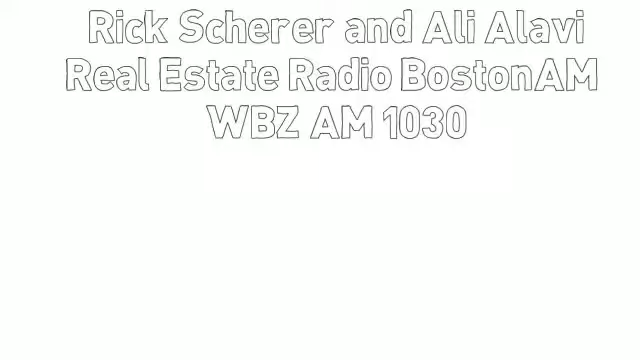 Rick Scherer and Ali Alavi
Real Estate Radio BostonAM
WBZ AM 1030